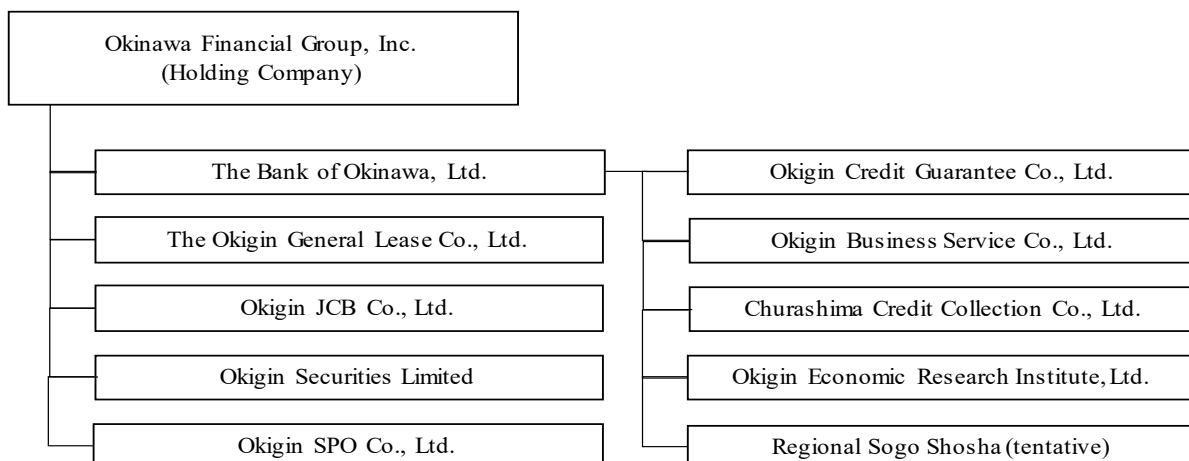 Okinawa Financial Group, Inc.
(Holding Company)
The Bank of Okinawa, Ltd.
The Okigin General Lease Co., Ltd.
Okigin JCB Co., Ltd.
Okigin Securities Limited
Okigin SPO Co., Ltd.
Okigin Credit Guarantee Co., Ltd.
Okigin Business Service Co., Ltd.
Churashima Credit Collection Co., Ltd.
Okigin Economic Research Institute, Ltd.
Regional Sogo Shosha (tentative)